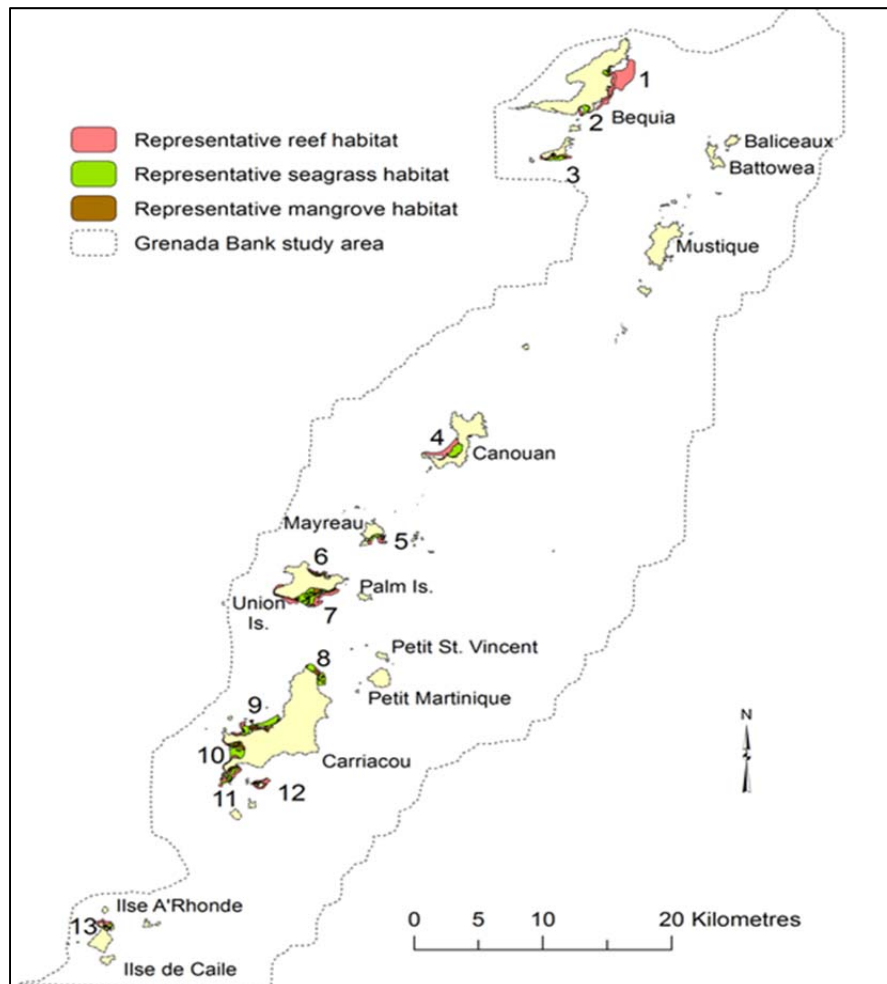 Representative reef habitat
Representative seagrass habitat
Representative mangrove habitat
Grenada Bank study area
1
2
Bequia
3
Baliceaux
Battowea
Mustique
4
Canouan
Mayreau
5
6
Union
Is.
Palm Is.
7
Petit St. Vincent
8
Petit Martinique
9
10
Carriacou
11
12
N
Ilse A'Rhonde
13
Ilse de Caile
0 5 10 20 Kilometres